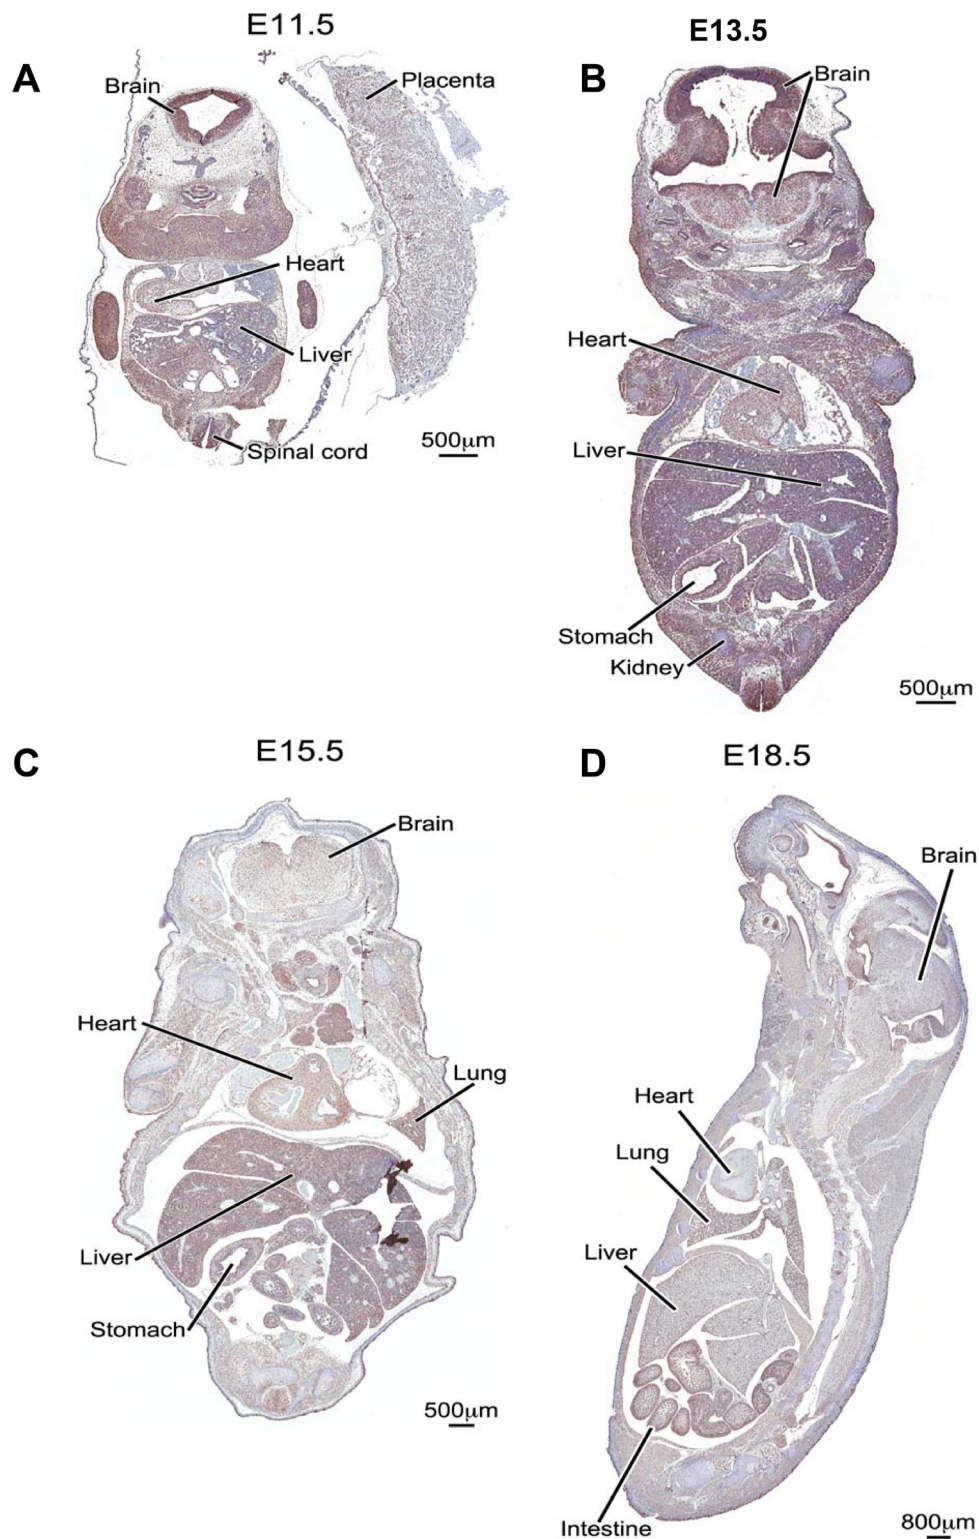 E11.5
A
Brain
Placenta
Heart
Liver
Spinal cord
500μm
E13.5
B
Brain
Heart
Liver
Stomach
Kidney
500μm
E15.5
C
Brain
Heart
Lung
Liver
Stomach
500μm
E18.5
D
Brain
Heart
Lung
Liver
Intestine
800μm